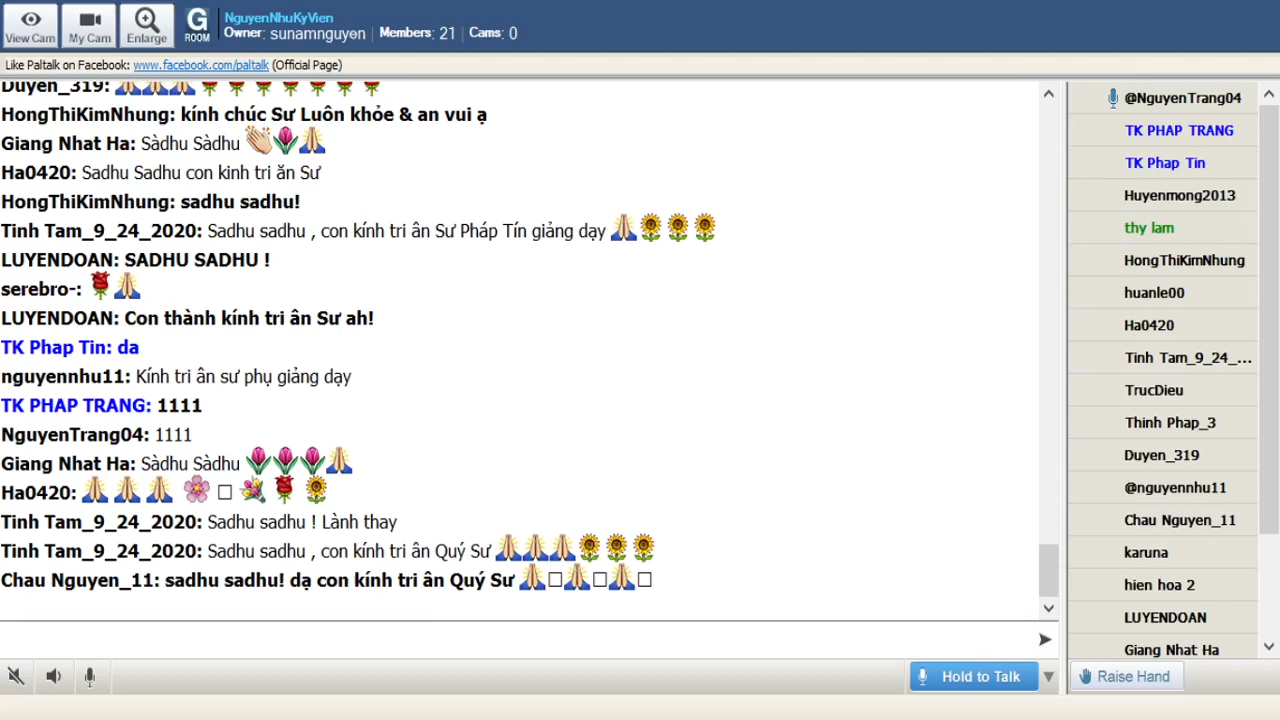 View Cam
My Cam
Enlarge
G
ROOM
NguyenNhuKyVien
Owner: sunamnguyen | Members: 21 | Cams: 0
Like Paltalk on Facebook: www.facebook.com/paltalk (Official Page)
Duyen_319: 🙏🙏🙏🌹🌹🌹🌹🌹🌹🌹
HongThiKimNhung: kính chúc Sư Luôn khỏe & an vui ạ
Giang Nhat Ha: Sàdhu Sàdhu 👏🌷🙏
Ha0420: Sadhu Sadhu con kinh tri ăn Sư
HongThiKimNhung: sadhu sadhu!
Tinh Tam_9_24_2020: Sadhu sadhu , con kính tri ân Sư Pháp Tín giảng dạy 🙏🌻🌻🌻
LUYENDOAN: SADHU SADHU !
serebro-: 🌹🙏
LUYENDOAN: Con thành kính tri ân Sư ah!
TK Phap Tin: da
nguyennhu11: Kính tri ân sư phụ giảng dạy
TK PHAP TRANG: 1111
NguyenTrang04: 1111
Giang Nhat Ha: Sàdhu Sàdhu 🌷🌷🌷🙏
Ha0420: 🙏 🙏 🙏 🌸 □ 💐 🌹 🌻
Tinh Tam_9_24_2020: Sadhu sadhu ! Lành thay
Tinh Tam_9_24_2020: Sadhu sadhu , con kính tri ân Quý Sư 🙏🙏🙏🌻🌻🌻
Chau Nguyen_11: sadhu sadhu! dạ con kính tri ân Quý Sư 🙏□🙏□🙏□
Hold to Talk
@NguyenTrang04
TK PHAP TRANG
TK Phap Tin
Huyenmong2013
thy lam
HongThiKimNhung
huanle00
Ha0420
Tinh Tam_9_24_...
TrucDieu
Thinh Phap_3
Duyen_319
@nguyennhu11
Chau Nguyen_11
karuna
hien hoa 2
LUYENDOAN
Giang Nhat Ha
Raise Hand